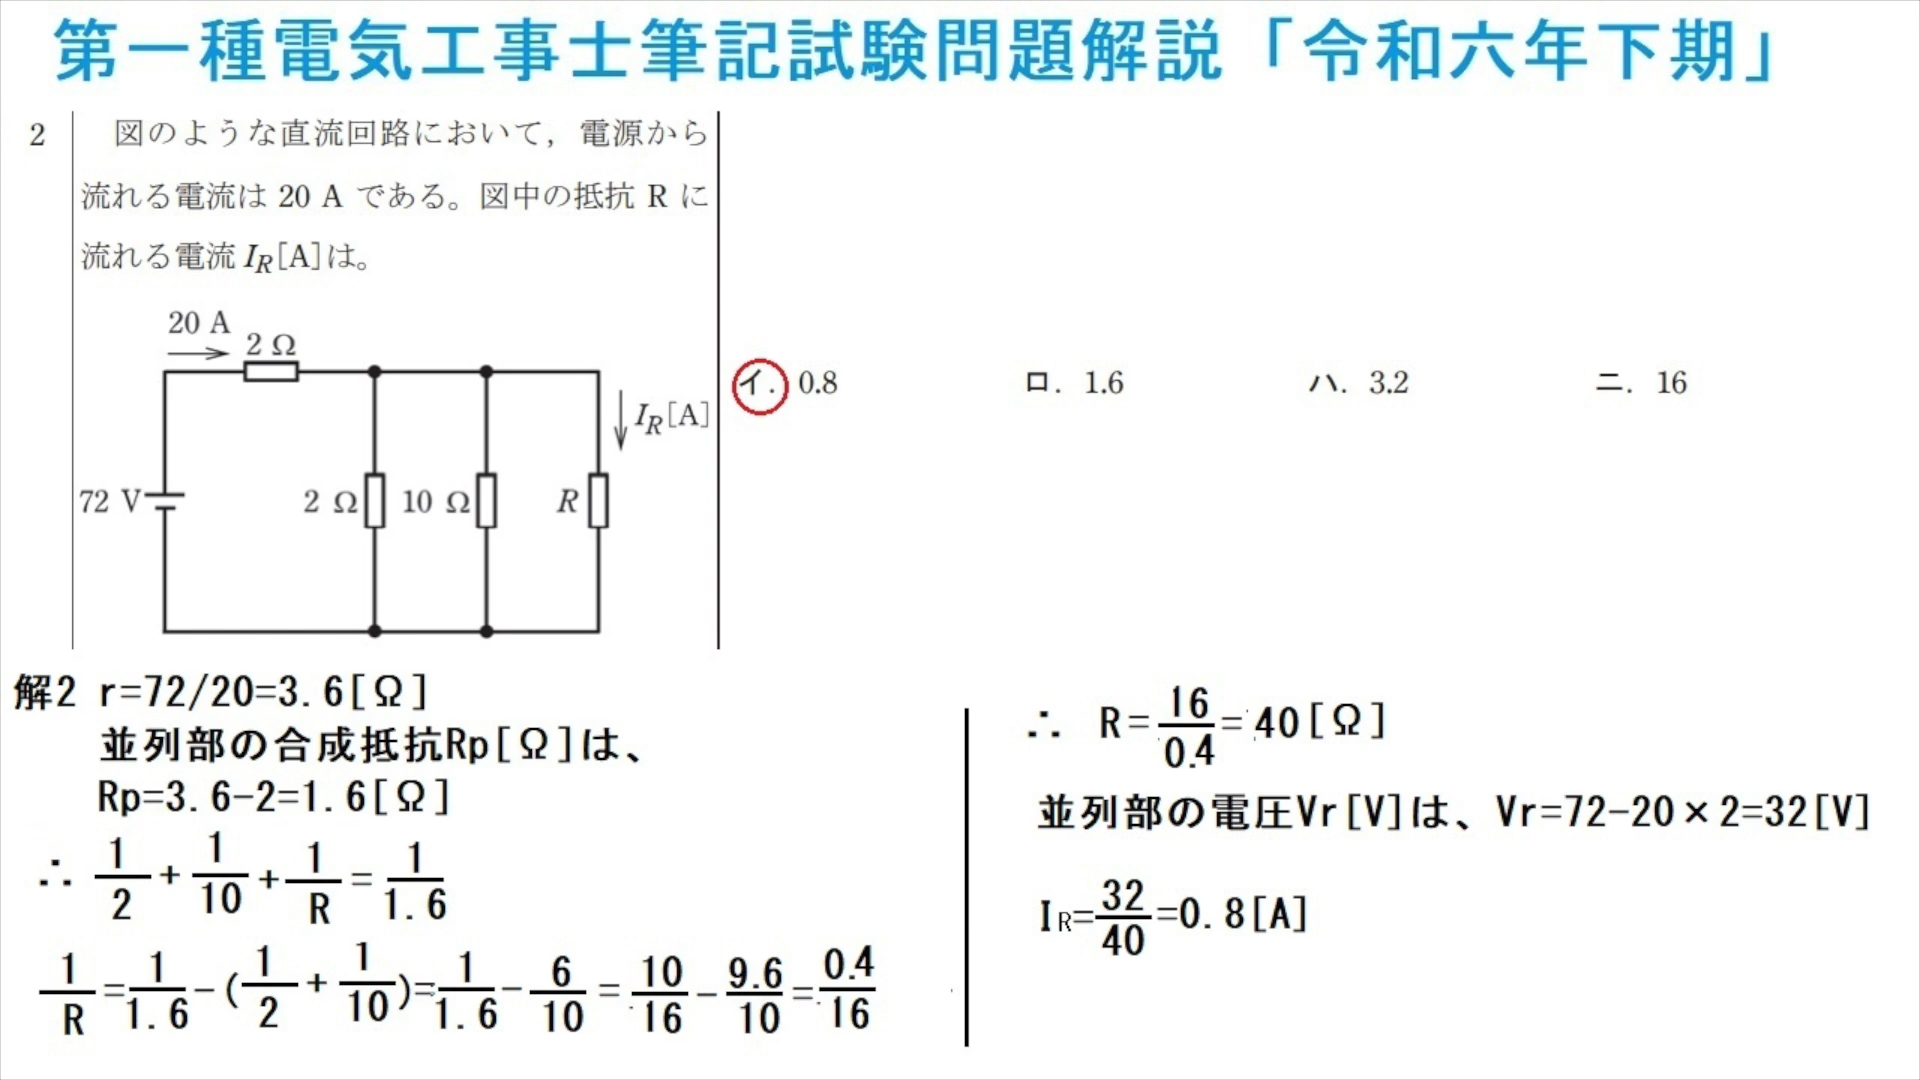 第一種電気工事士筆記試験問題解説「令和六年下期」
2 図のような直流回路において，電源から
流れる電流は 20 A である。図中の抵抗 R に
流れる電流 I_R[A]は。
20 A
2 Ω
I_R[A]
72 V
2 Ω
10 Ω
R
イ. 0.8
ロ. 1.6
ハ. 3.2
ニ. 16
解2 r=72/20=3.6[Ω]
並列部の合成抵抗Rp[Ω]は、
Rp=3.6-2=1.6[Ω]
∴ 1/2 + 1/10 + 1/R = 1/1.6
1/R = 1/1.6 - (1/2 + 1/10) = 1/1.6 - 6/10 = 10/16 - 9.6/10 = 0.4/16
∴ R = 16/0.4 = 40[Ω]
並列部の電圧Vr[V]は、Vr=72-20×2=32[V]
I_R = 32/40 = 0.8[A]